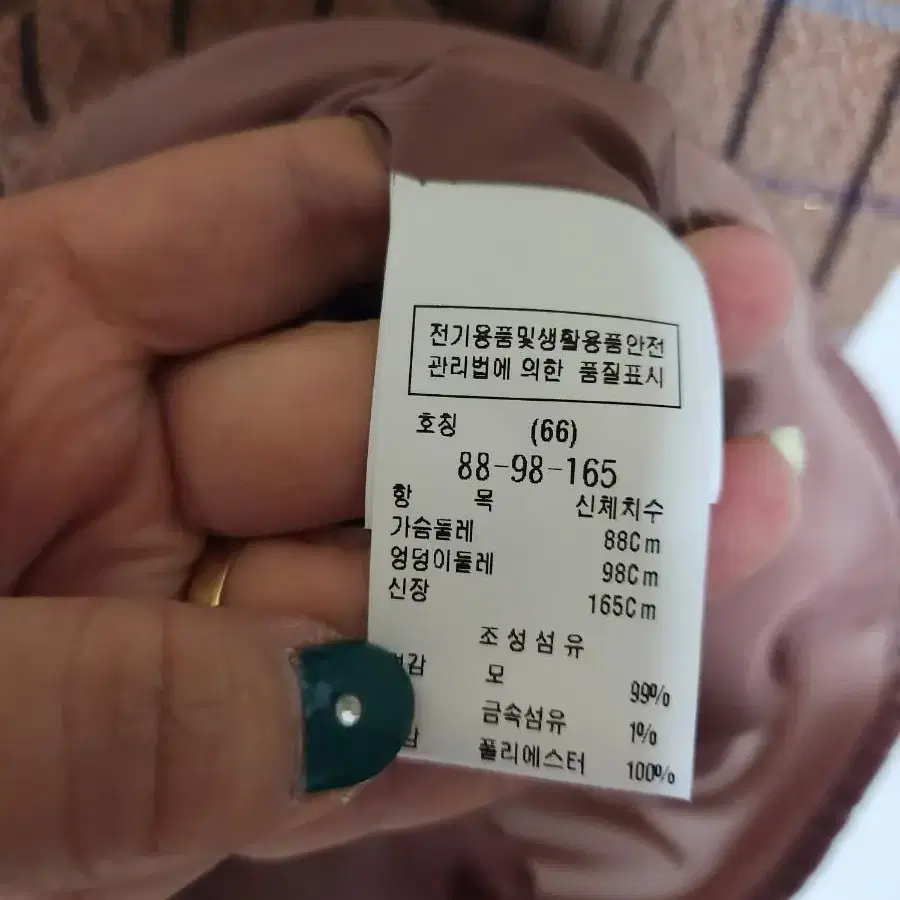 전기용품및생활용품안전
관리법에 의한 품질표시
호칭 (66)
88-98-165
항 목 신체치수
가슴둘레 88Cm
엉덩이둘레 98Cm
신장 165Cm
조성섬유
모 99%
금속섬유 1%
폴리에스터 100%